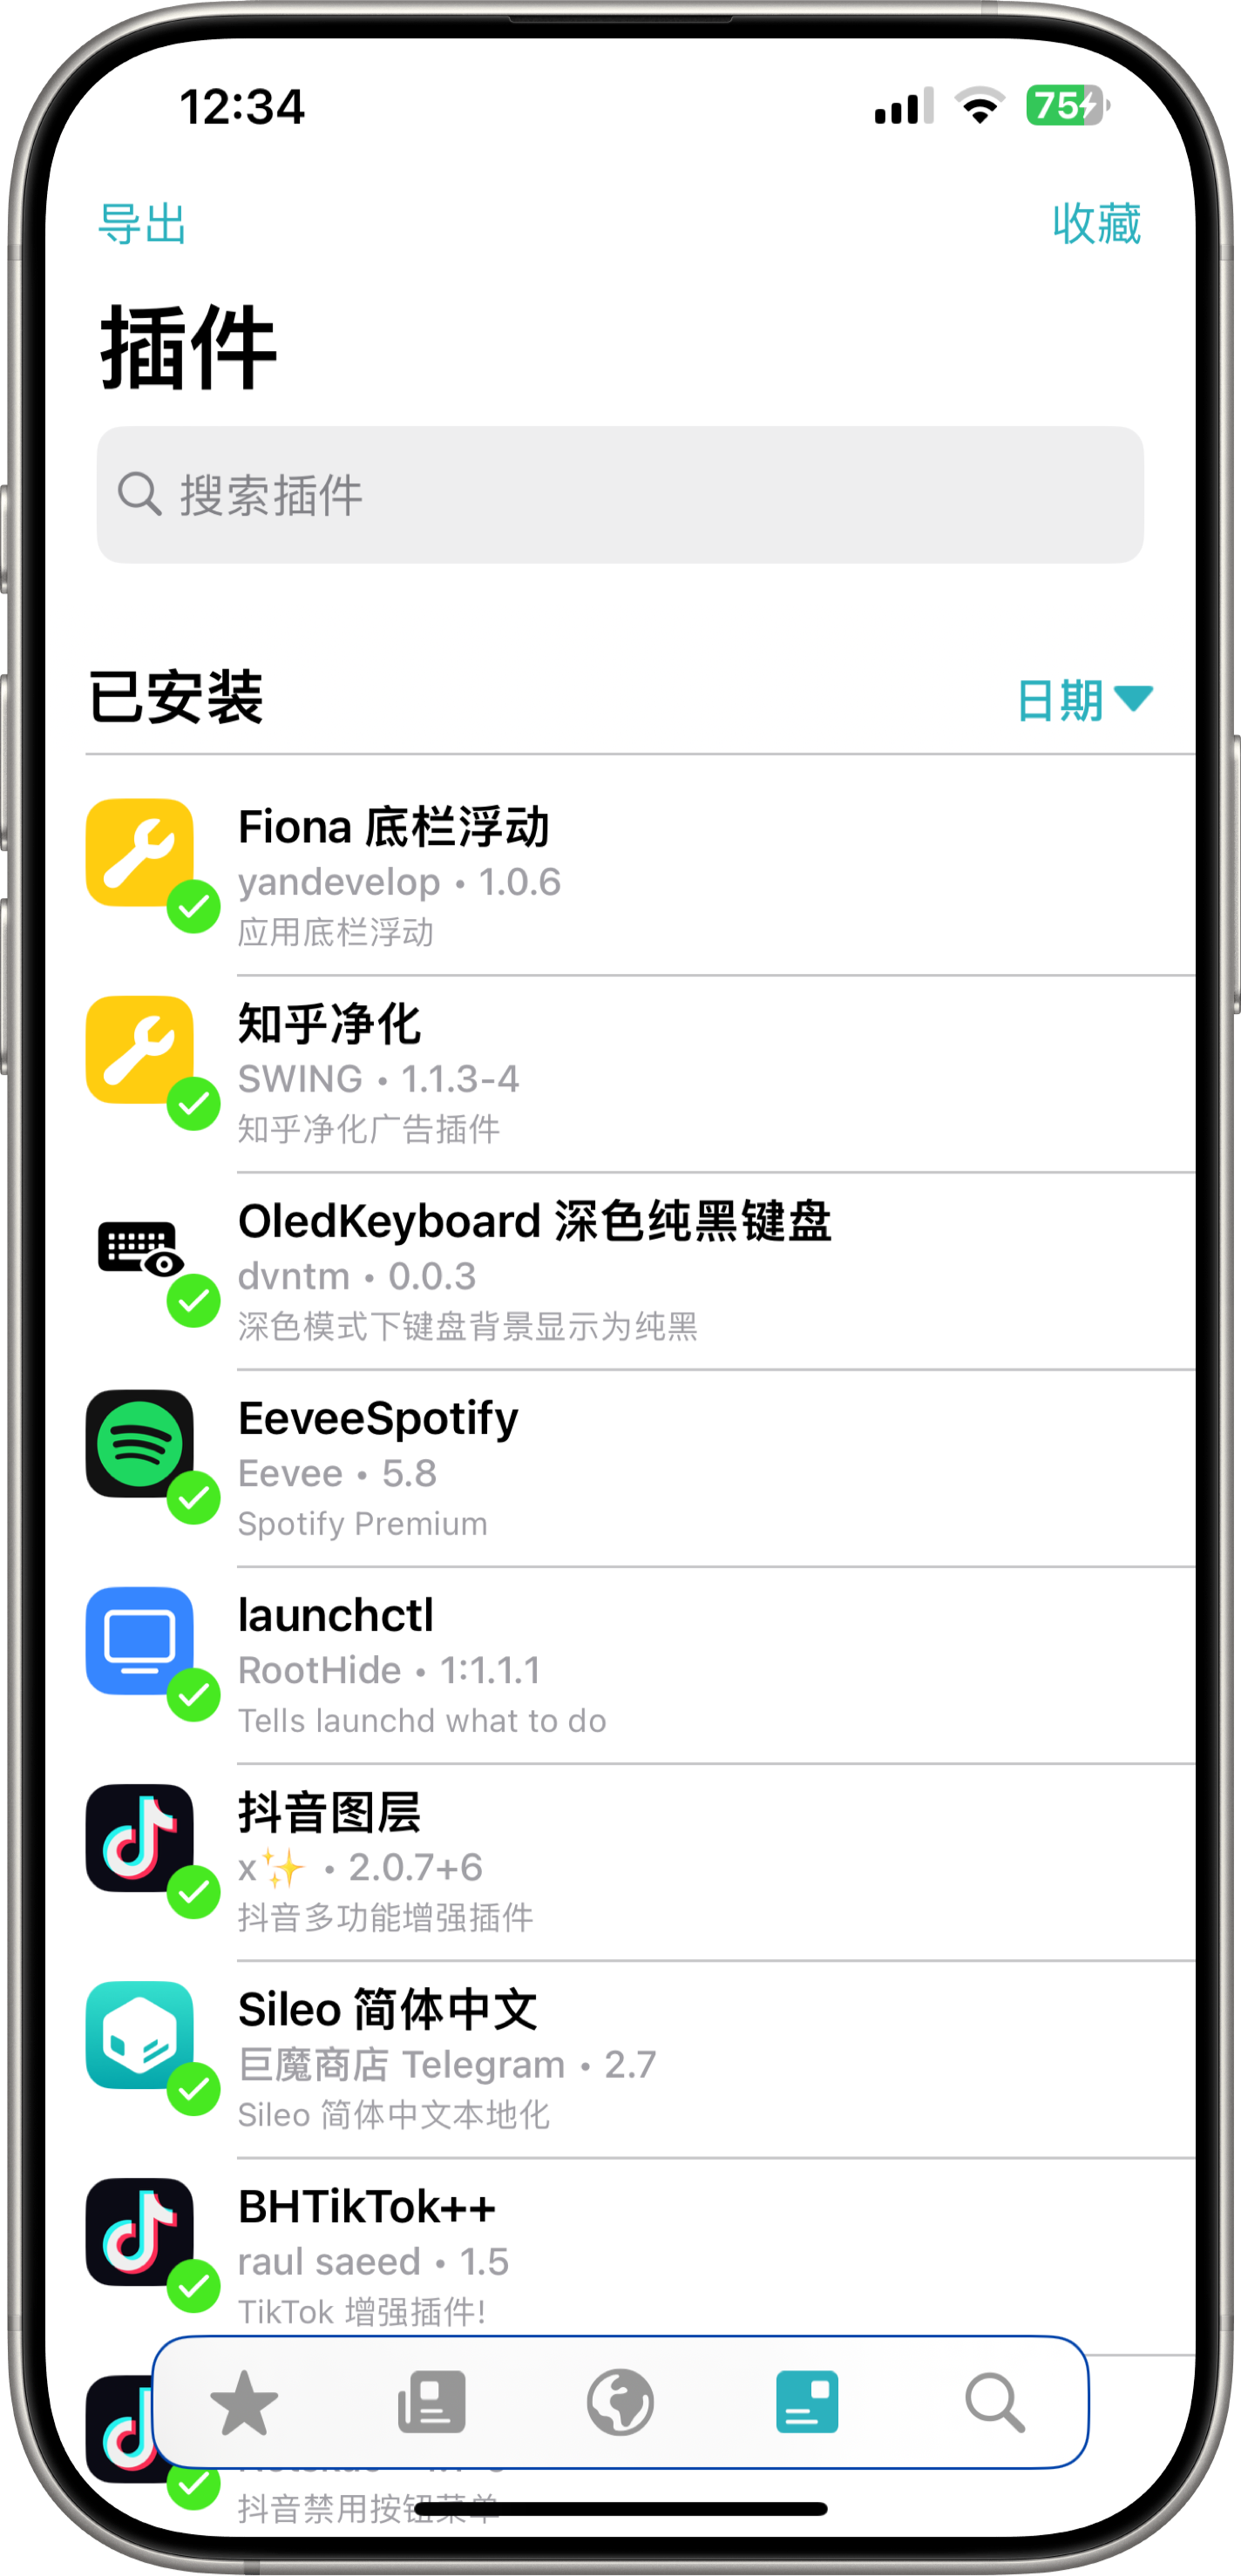 12:34
75
导出
收藏
插件
搜索插件
已安装
日期
Fiona 底栏浮动
yandevelop • 1.0.6
应用底栏浮动
知乎净化
SWING • 1.1.3-4
知乎净化广告插件
OledKeyboard 深色纯黑键盘
dvntm • 0.0.3
深色模式下键盘背景显示为纯黑
EeveeSpotify
Eevee • 5.8
Spotify Premium
launchctl
RootHide • 1:1.1.1
Tells launchd what to do
抖音图层
x✨ • 2.0.7+6
抖音多功能增强插件
Sileo 简体中文
巨魔商店 Telegram • 2.7
Sileo 简体中文本地化
BHTikTok++
raul saeed • 1.5
TikTok 增强插件!
抖音禁用按钮菜单